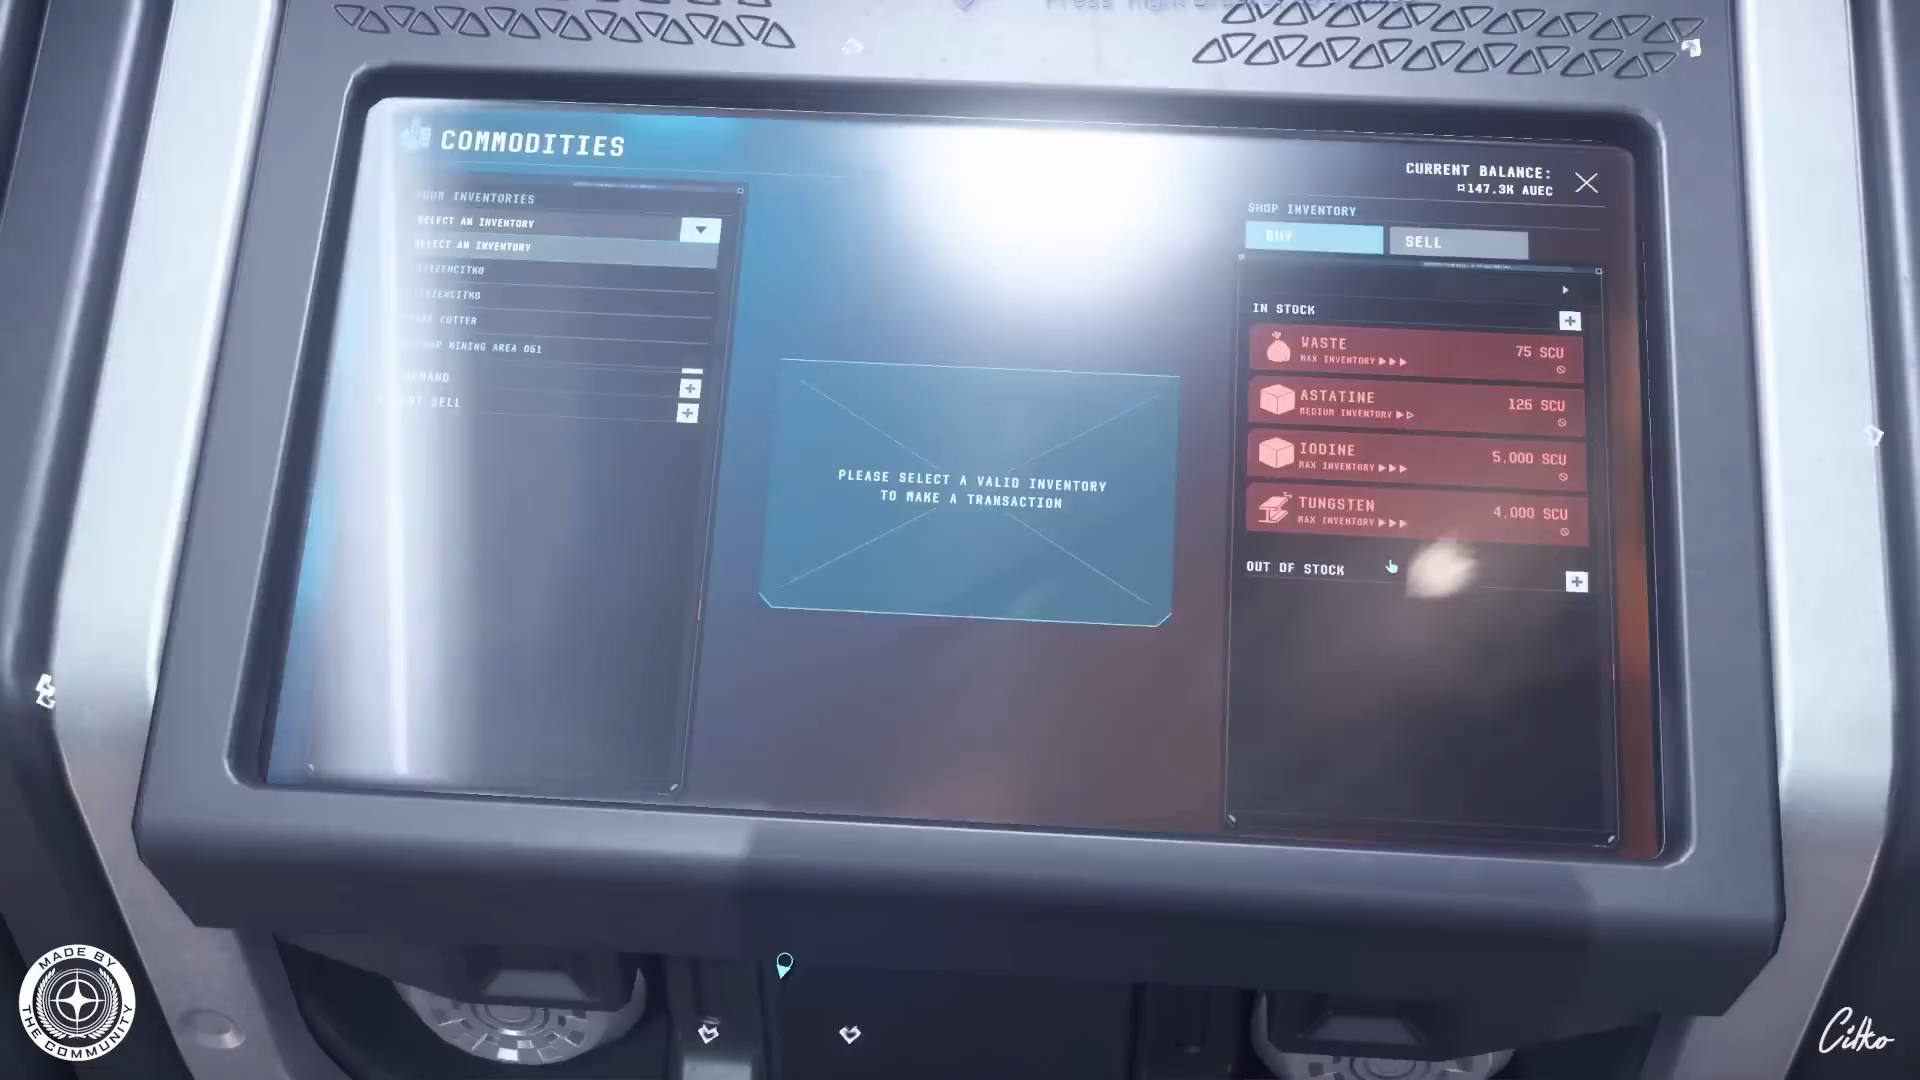 COMMODITIES
YOUR INVENTORIES
SELECT AN INVENTORY
SELECT AN INVENTORY
CUTTER
MINING AREA 061
SELL
PLEASE SELECT A VALID INVENTORY
TO MAKE A TRANSACTION
CURRENT BALANCE:
¤147.3K AUEC
SHOP INVENTORY
BUY
SELL
IN STOCK
WASTE
75 SCU
MAX INVENTORY
ASTATINE
126 SCU
MEDIUM INVENTORY
IODINE
5,000 SCU
MAX INVENTORY
TUNGSTEN
4,000 SCU
MAX INVENTORY
OUT OF STOCK
MADE BY
THE COMMUNITY
Citko